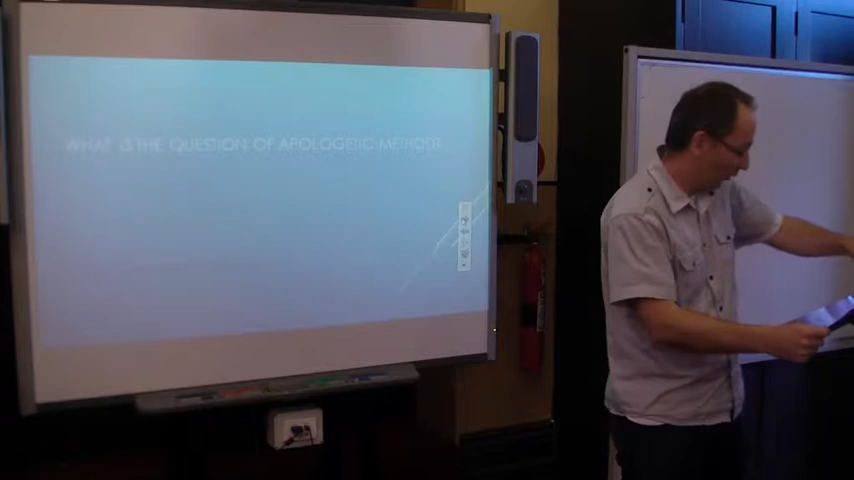 WHAT IS THE QUESTION OF APOLOGETIC METHOD?